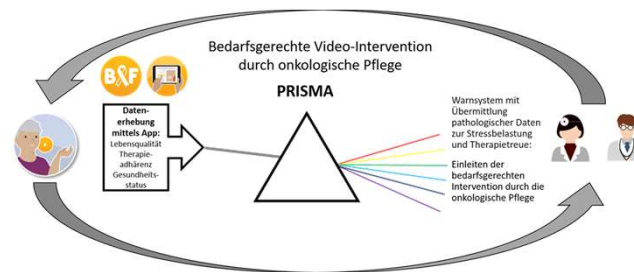 Bedarfsgerechte Video-Intervention
durch onkologische Pflege
PRISMA
B&F
Daten-
erhebung
mittels App:
Lebensqualität
Therapie-
adhärenz
Gesundheits-
status
Warnsystem mit
Übermittlung
pathologischer Daten
zur Stressbelastung
und Therapietreue:
Einleiten der
bedarfsgerechten
Intervention durch die
onkologische Pflege